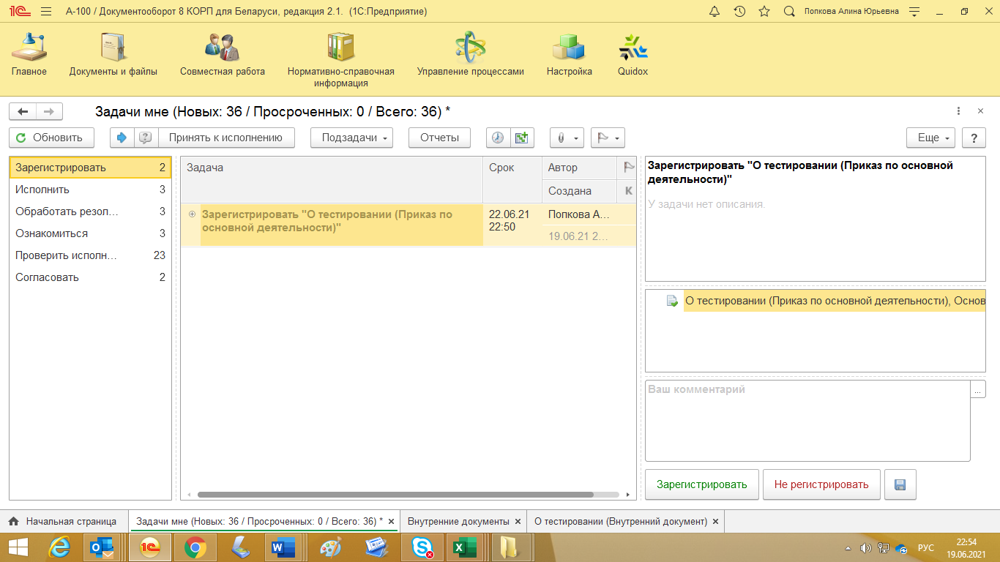 1С А-100 / Документооборот 8 КОРП для Беларуси, редакция 2.1. (1С:Предприятие) Попкова Алина Юрьевна
Главное
Документы и файлы
Совместная работа
Нормативно-справочная
информация
Управление процессами
Настройка
Quidox
Задачи мне (Новых: 36 / Просроченных: 0 / Всего: 36) *
Обновить Принять к исполнению Подзадачи Отчеты Еще ?
Зарегистрировать 2
Исполнить 3
Обработать резол... 3
Ознакомиться 3
Проверить исполн... 23
Согласовать 2
Задача Срок Автор
Создана К
Зарегистрировать "О тестировании (Приказ по
основной деятельности)"
22.06.21
22:50
Попкова А...
19.06.21 2...
Зарегистрировать "О тестировании (Приказ по основной
деятельности)"
У задачи нет описания.
О тестировании (Приказ по основной деятельности), Основ
Ваш комментарий ...
Зарегистрировать Не регистрировать
Начальная страница Задачи мне (Новых: 36 / Просроченных: 0 / Всего: 36) * Внутренние документы О тестировании (Внутренний документ)
РУС
22:54
19.06.2021